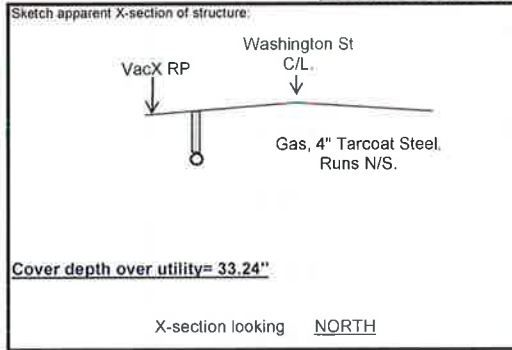 Sketch apparent X-section of structure:
Washington St
C/L.
VacX RP
Gas, 4" Tarcoat Steel,
Runs N/S.
Cover depth over utility= 33.24"
X-section looking NORTH